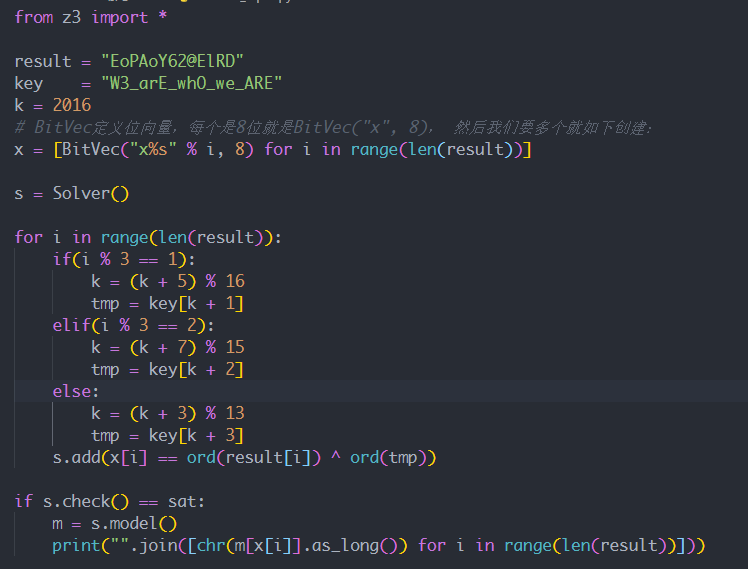 from z3 import *
result = "EoPAoY62@ElRD"
key    = "W3_arE_whO_we_ARE"
k = 2016
# BitVec定义位向量，每个是8位就是BitVec("x", 8)， 然后我们要多个就如下创建：
x = [BitVec("x%s" % i, 8) for i in range(len(result))]
s = Solver()
for i in range(len(result)):
    if(i % 3 == 1):
        k = (k + 5) % 16
        tmp = key[k + 1]
    elif(i % 3 == 2):
        k = (k + 7) % 15
        tmp = key[k + 2]
    else:
        k = (k + 3) % 13
        tmp = key[k + 3]
    s.add(x[i] == ord(result[i]) ^ ord(tmp))
if s.check() == sat:
    m = s.model()
    print("".join([chr(m[x[i]].as_long()) for i in range(len(result))]))